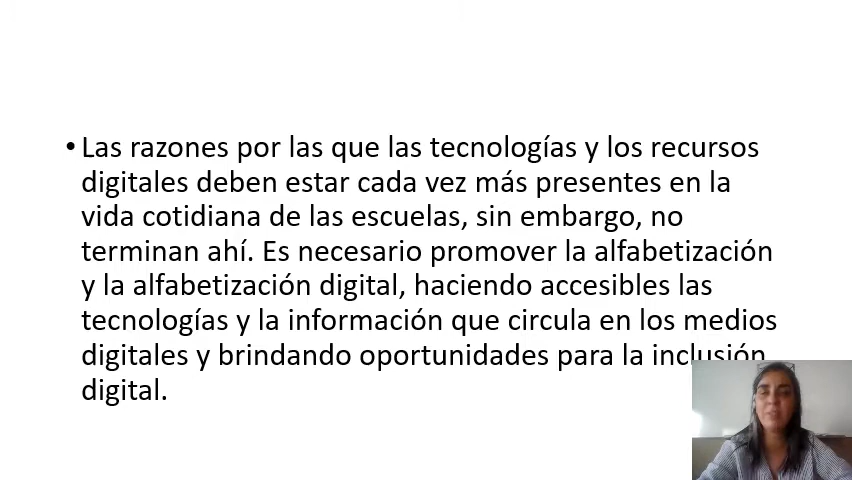 • Las razones por las que las tecnologías y los recursos
digitales deben estar cada vez más presentes en la
vida cotidiana de las escuelas, sin embargo, no
terminan ahí. Es necesario promover la alfabetización
y la alfabetización digital, haciendo accesibles las
tecnologías y la información que circula en los medios
digitales y brindando oportunidades para la inclusión
digital.